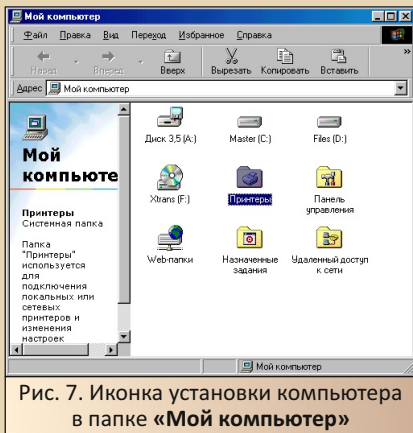 Мой компьютер
Файл Правка Вид Переход Избранное Справка
Назад Вперед Вверх Вырезать Копировать Вставить »
Адрес Мой компьютер
Мой
компьюте
Принтеры
Системная папка
Папка
"Принтеры"
используется
для
подключения
локальных или
сетевых
принтеров и
изменения
настроек
Диск 3,5 (A:) Master (C:) Files (D:)
Xtrans (F:) Принтеры Панель
управления
Web-папки Назначенные
задания Удаленный доступ
к сети
Мой компьютер
Рис. 7. Иконка установки компьютера
в папке «Мой компьютер»